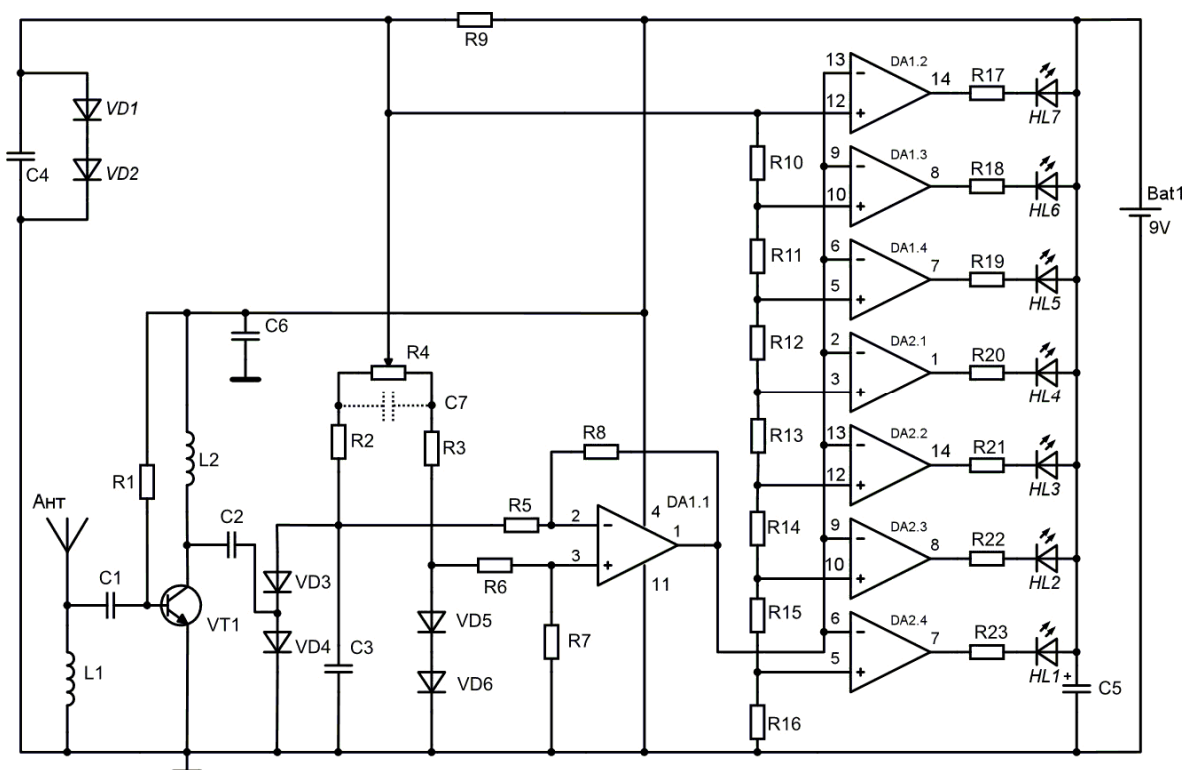 R9
13
DA1.2
14
R17
HL7
12
VD1
VD2
C4
R10
9
DA1.3
8
R18
HL6
10
Bat1
9V
R11
6
DA1.4
7
R19
HL5
5
C6
R12
2
DA2.1
1
R20
HL4
3
R4
C7
R2
R3
R8
R13
13
DA2.2
14
R21
HL3
12
L2
R1
Ант
C2
R5
2
4
DA1.1
1
3
11
R14
9
DA2.3
8
R22
HL2
10
C1
VT1
VD3
VD4
R6
VD5
VD6
R7
C3
L1
R15
6
DA2.4
7
R23
HL1
5
+
C5
R16